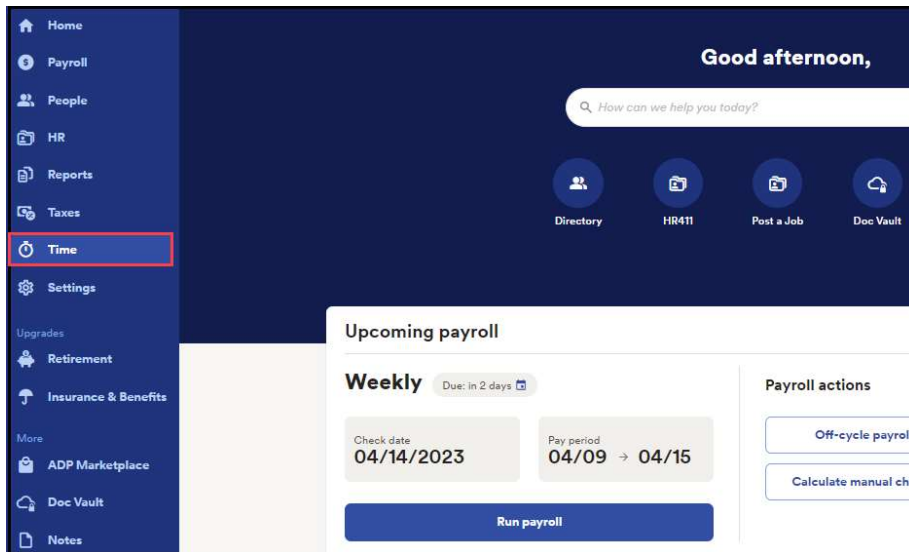 Home
Payroll
People
HR
Reports
Taxes
Time
Settings
Upgrades
Retirement
Insurance & Benefits
More
ADP Marketplace
Doc Vault
Notes
Good afternoon,
How can we help you today?
Directory
HR411
Post a Job
Doc Vault
Upcoming payroll
Weekly
Due: in 2 days
Check date
04/14/2023
Pay period
04/09 → 04/15
Run payroll
Payroll actions
Off-cycle payrol
Calculate manual ch